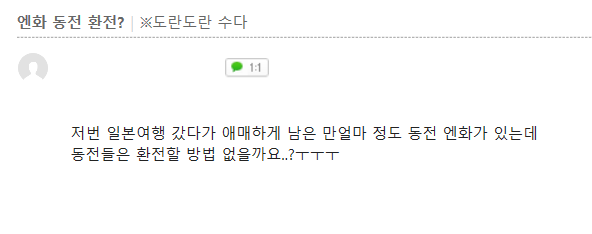 엔화 동전 환전? | ※도란도란 수다
1:1
저번 일본여행 갔다가 애매하게 남은 만얼마 정도 동전 엔화가 있는데
동전들은 환전할 방법 없을까요..?ㅜㅜㅜ